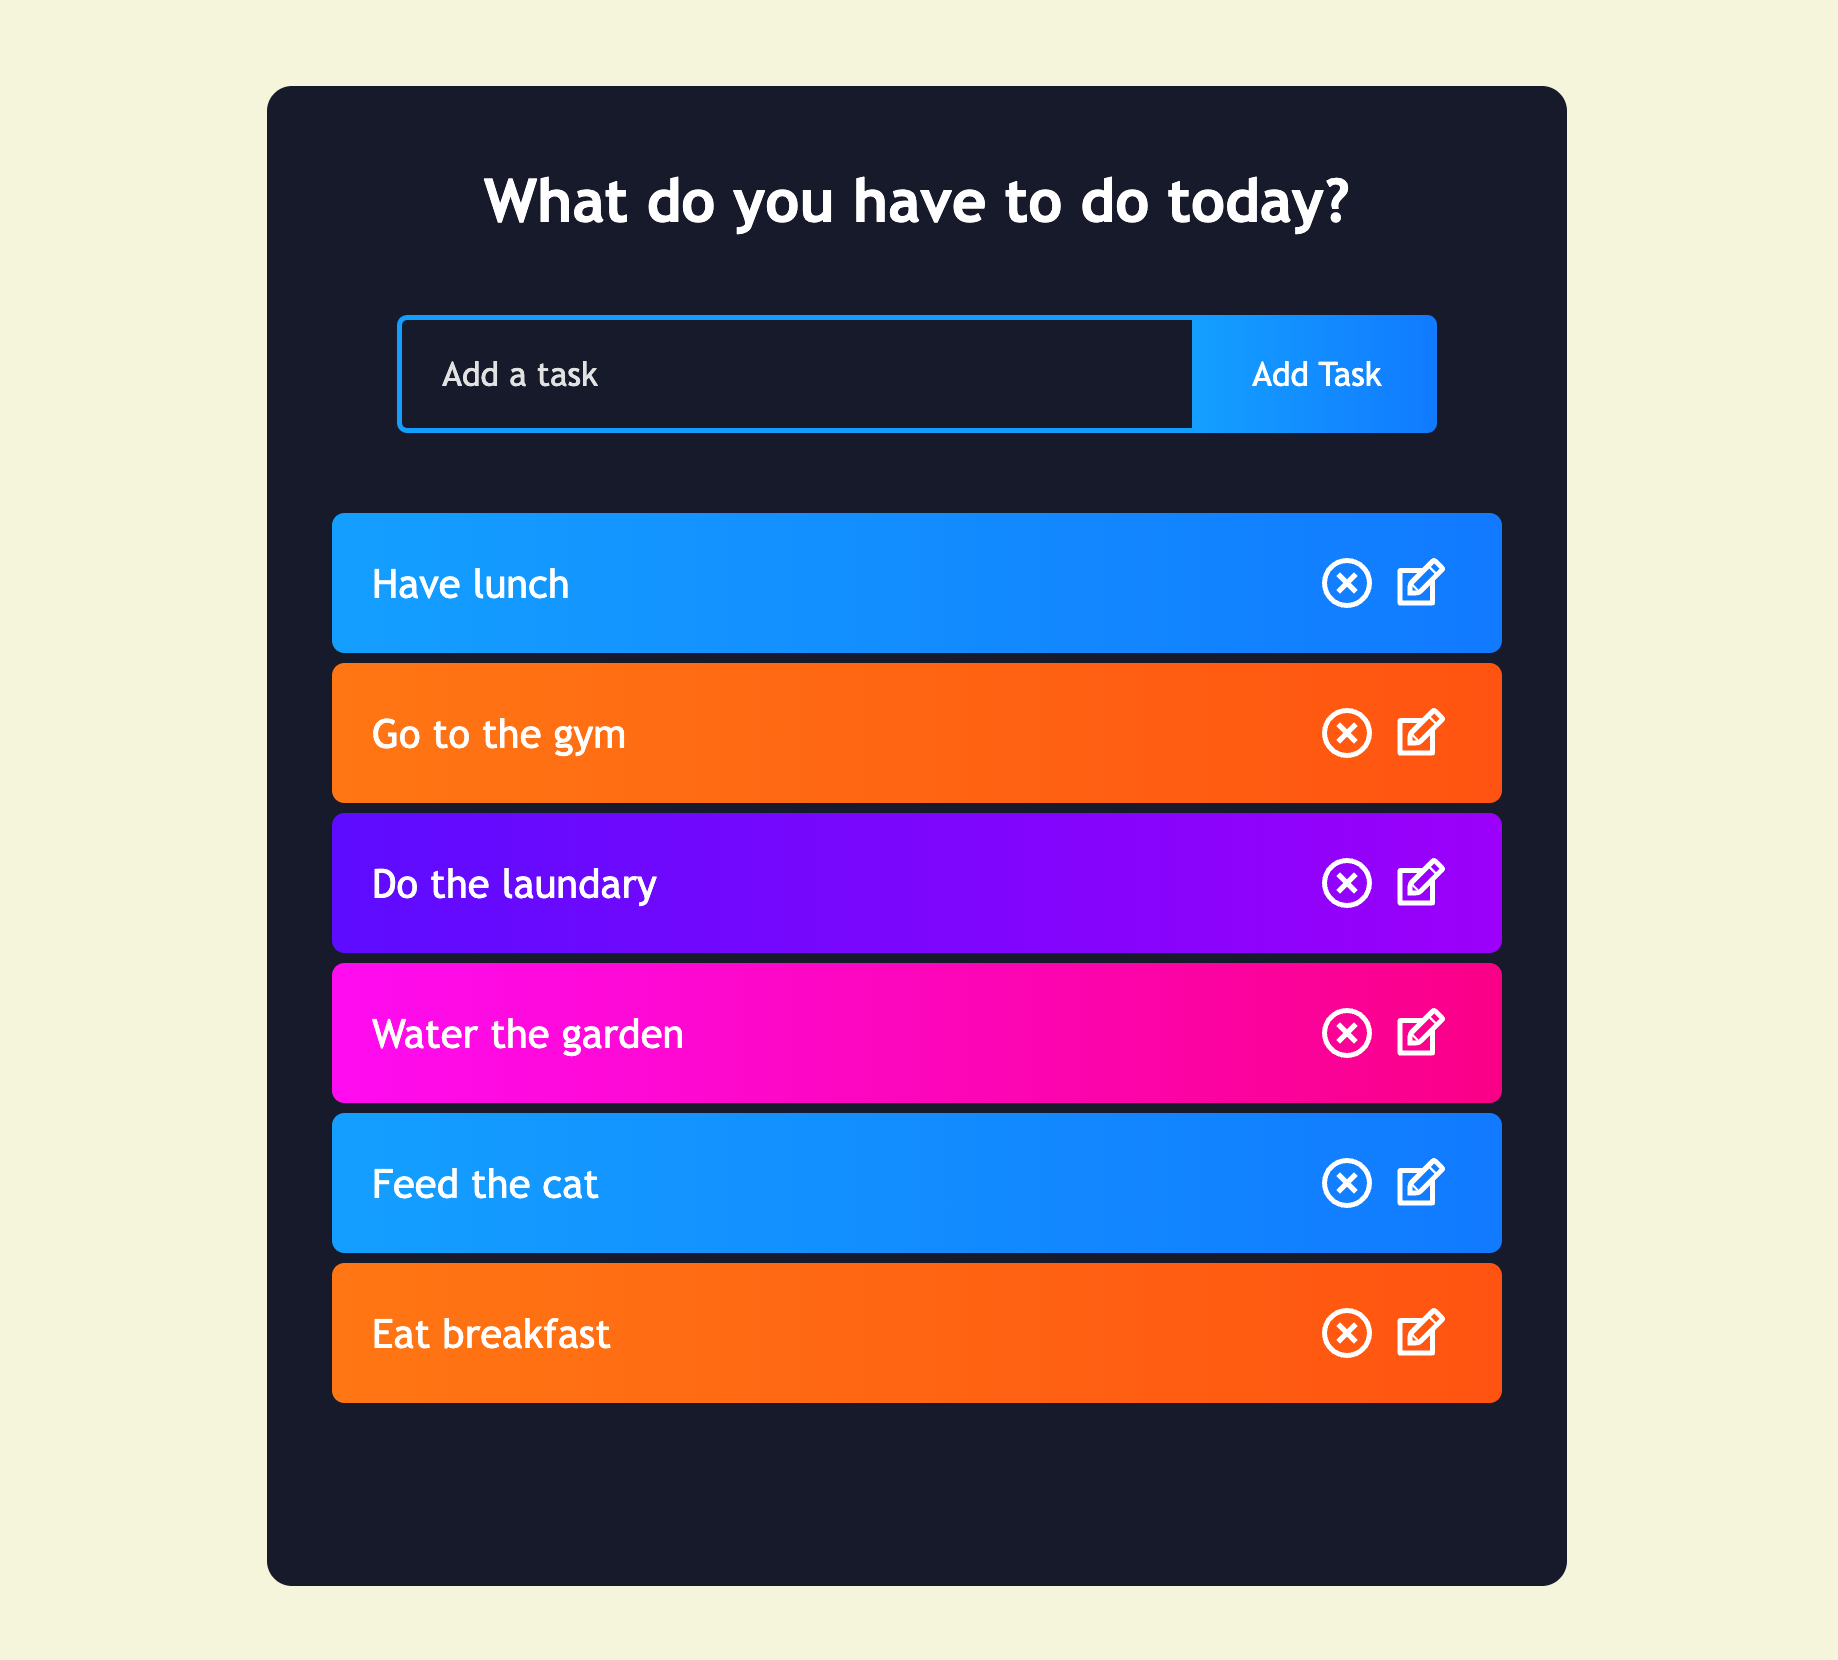 What do you have to do today?
Add a task
Add Task
Have lunch
Go to the gym
Do the laundary
Water the garden
Feed the cat
Eat breakfast